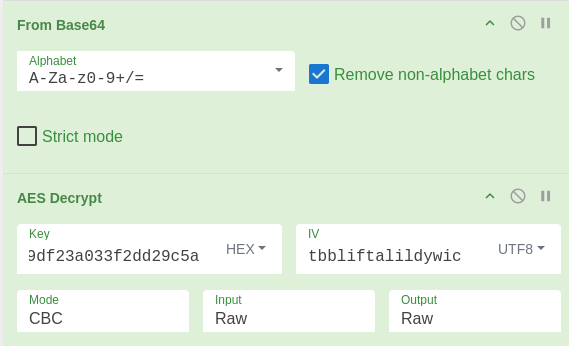 From Base64
Alphabet
A-Za-z0-9+/=
Remove non-alphabet chars
Strict mode
AES Decrypt
Key
9df23a033f2dd29c5a HEX
IV
tbbliftalildywic UTF8
Mode
CBC
Input
Raw
Output
Raw